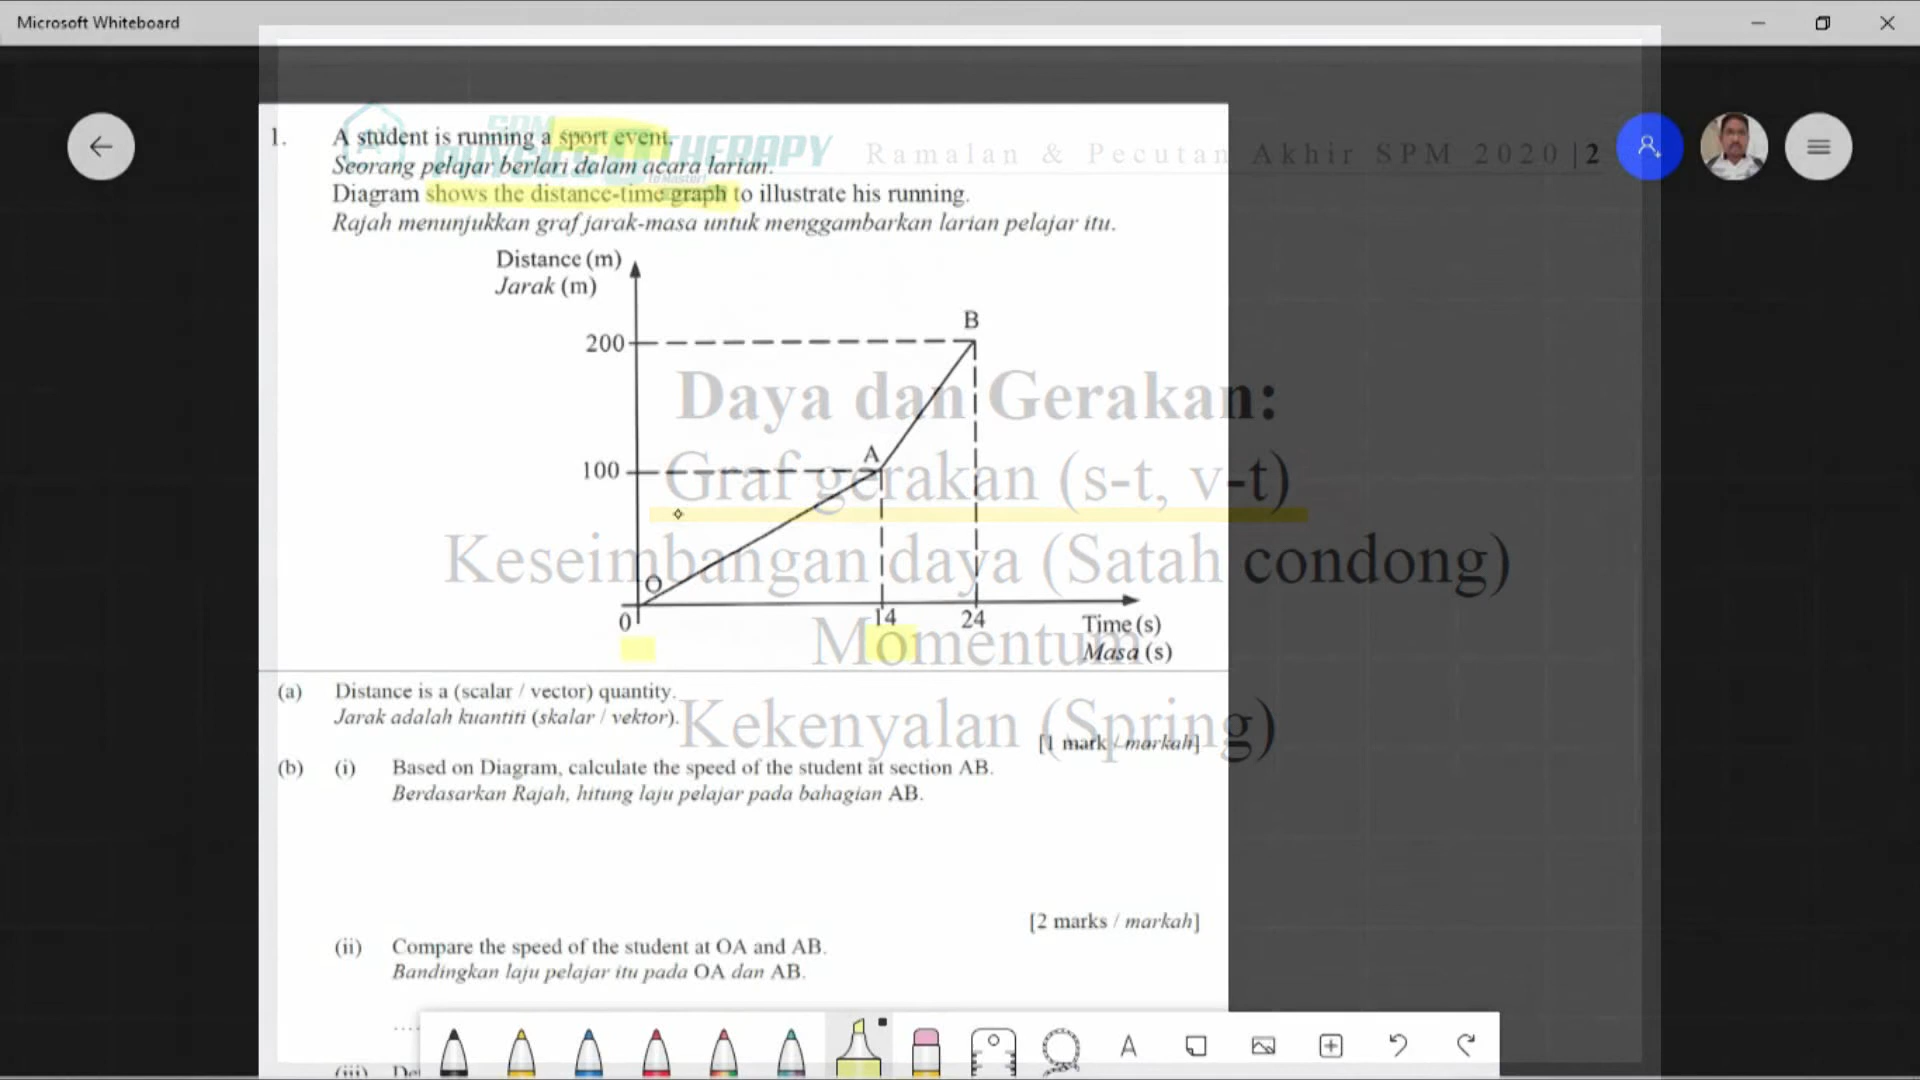 Microsoft Whiteboard
SPM
PHYSICS THERAPY
Ramalan & Pecutan Akhir SPM 2020|2
1. A student is running a sport event.
Seorang pelajar berlari dalam acara larian.
Diagram shows the distance-time graph to illustrate his running.
Rajah menunjukkan graf jarak-masa untuk menggambarkan larian pelajar itu.
Distance (m)
Jarak (m)
B
200
Daya dan Gerakan:
A
100
Graf gerakan (s-t, v-t)
Keseimbangan daya (Satah condong)
O
0
14
24
Time (s)
Masa (s)
Momentum
(a) Distance is a (scalar / vector) quantity.
Jarak adalah kuantiti (skalar / vektor).
Kekenyalan (Spring)
[1 mark / markah]
(b) (i) Based on Diagram, calculate the speed of the student at section AB.
Berdasarkan Rajah, hitung laju pelajar pada bahagian AB.
[2 marks / markah]
(ii) Compare the speed of the student at OA and AB.
Bandingkan laju pelajar itu pada OA dan AB.
(iii)